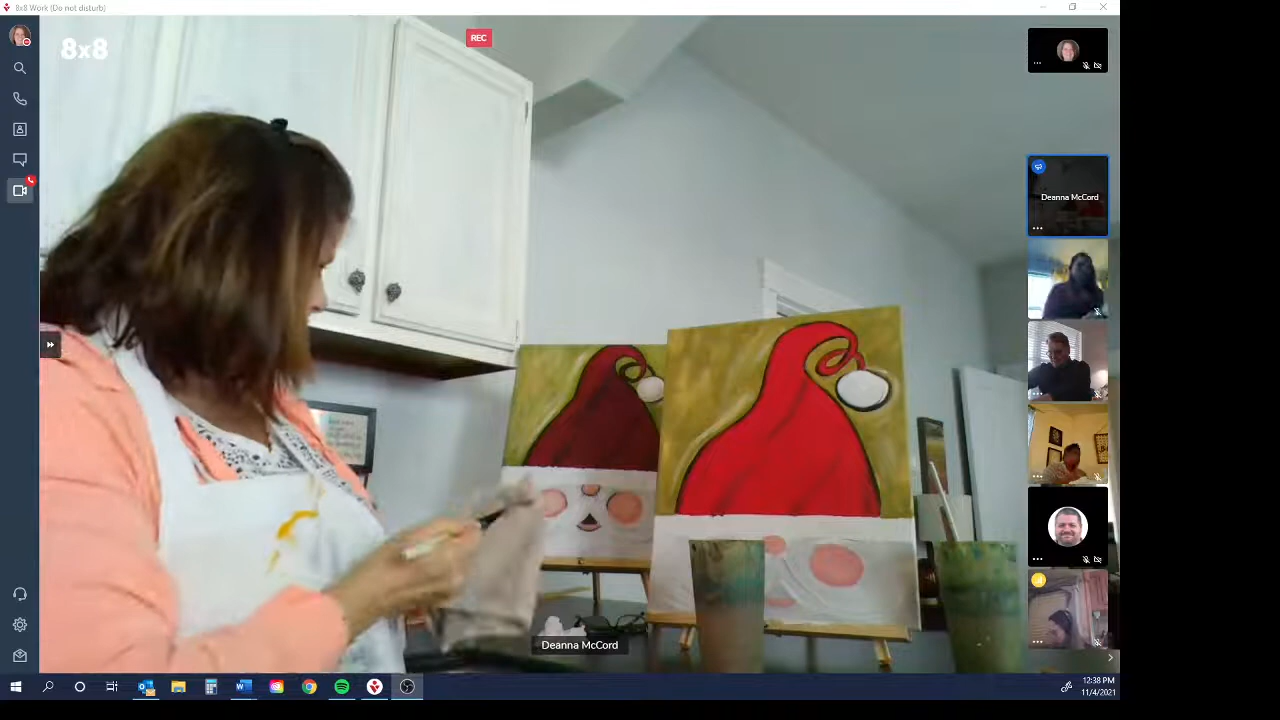 8x8 Work (Do not disturb)
8x8
REC
Deanna McCord
Deanna McCord
12:38 PM
11/4/2021